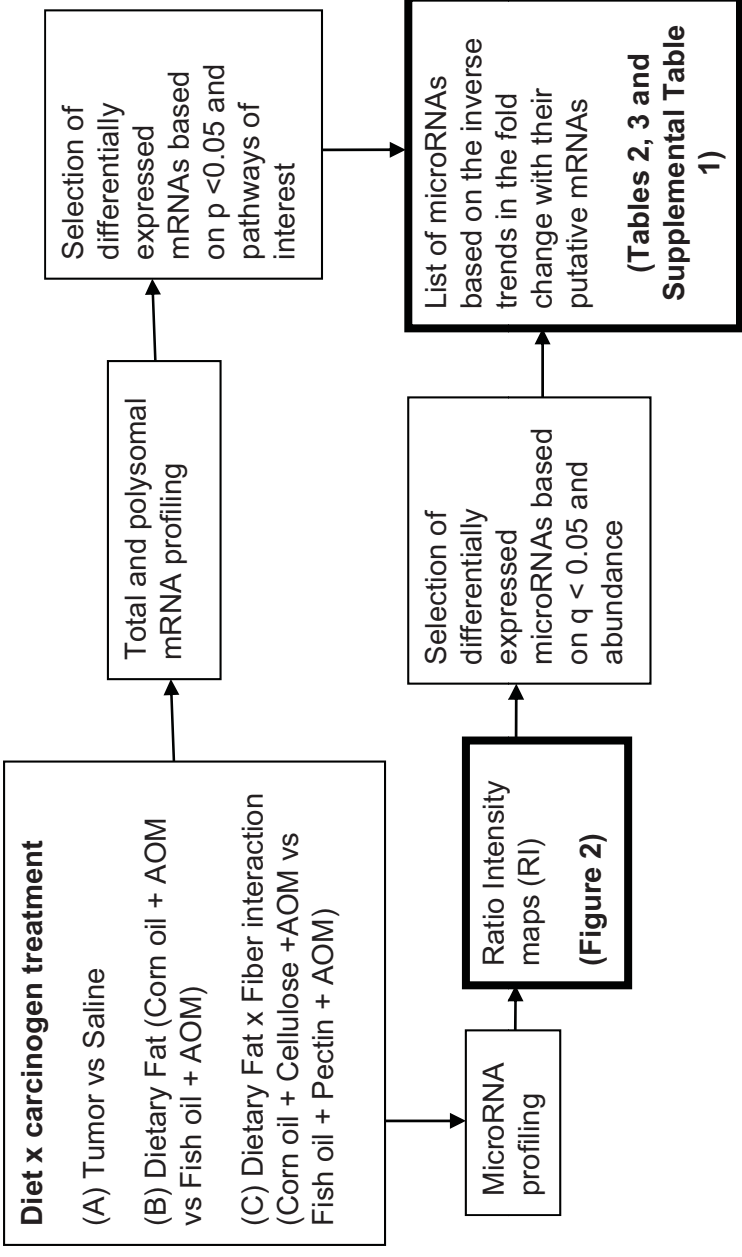 Diet x carcinogen treatment
(A) Tumor vs Saline
(B) Dietary Fat (Corn oil + AOM
vs Fish oil + AOM)
(C) Dietary Fat x Fiber interaction
(Corn oil + Cellulose +AOM vs
Fish oil + Pectin + AOM)
Total and polysomal
mRNA profiling
Selection of
differentially
expressed
mRNAs based
on p <0.05 and
pathways of
interest
MicroRNA
profiling
Ratio Intensity
maps (RI)
(Figure 2)
Selection of
differentially
expressed
microRNAs based
on q < 0.05 and
abundance
List of microRNAs
based on the inverse
trends in the fold
change with their
putative mRNAs
(Tables 2, 3 and
Supplemental Table
1)